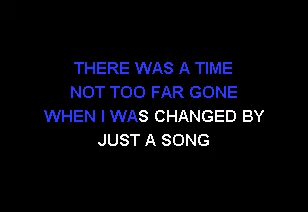 THERE WAS A TIME
NOT TOO FAR GONE
WHEN I WAS CHANGED BY
JUST A SONG